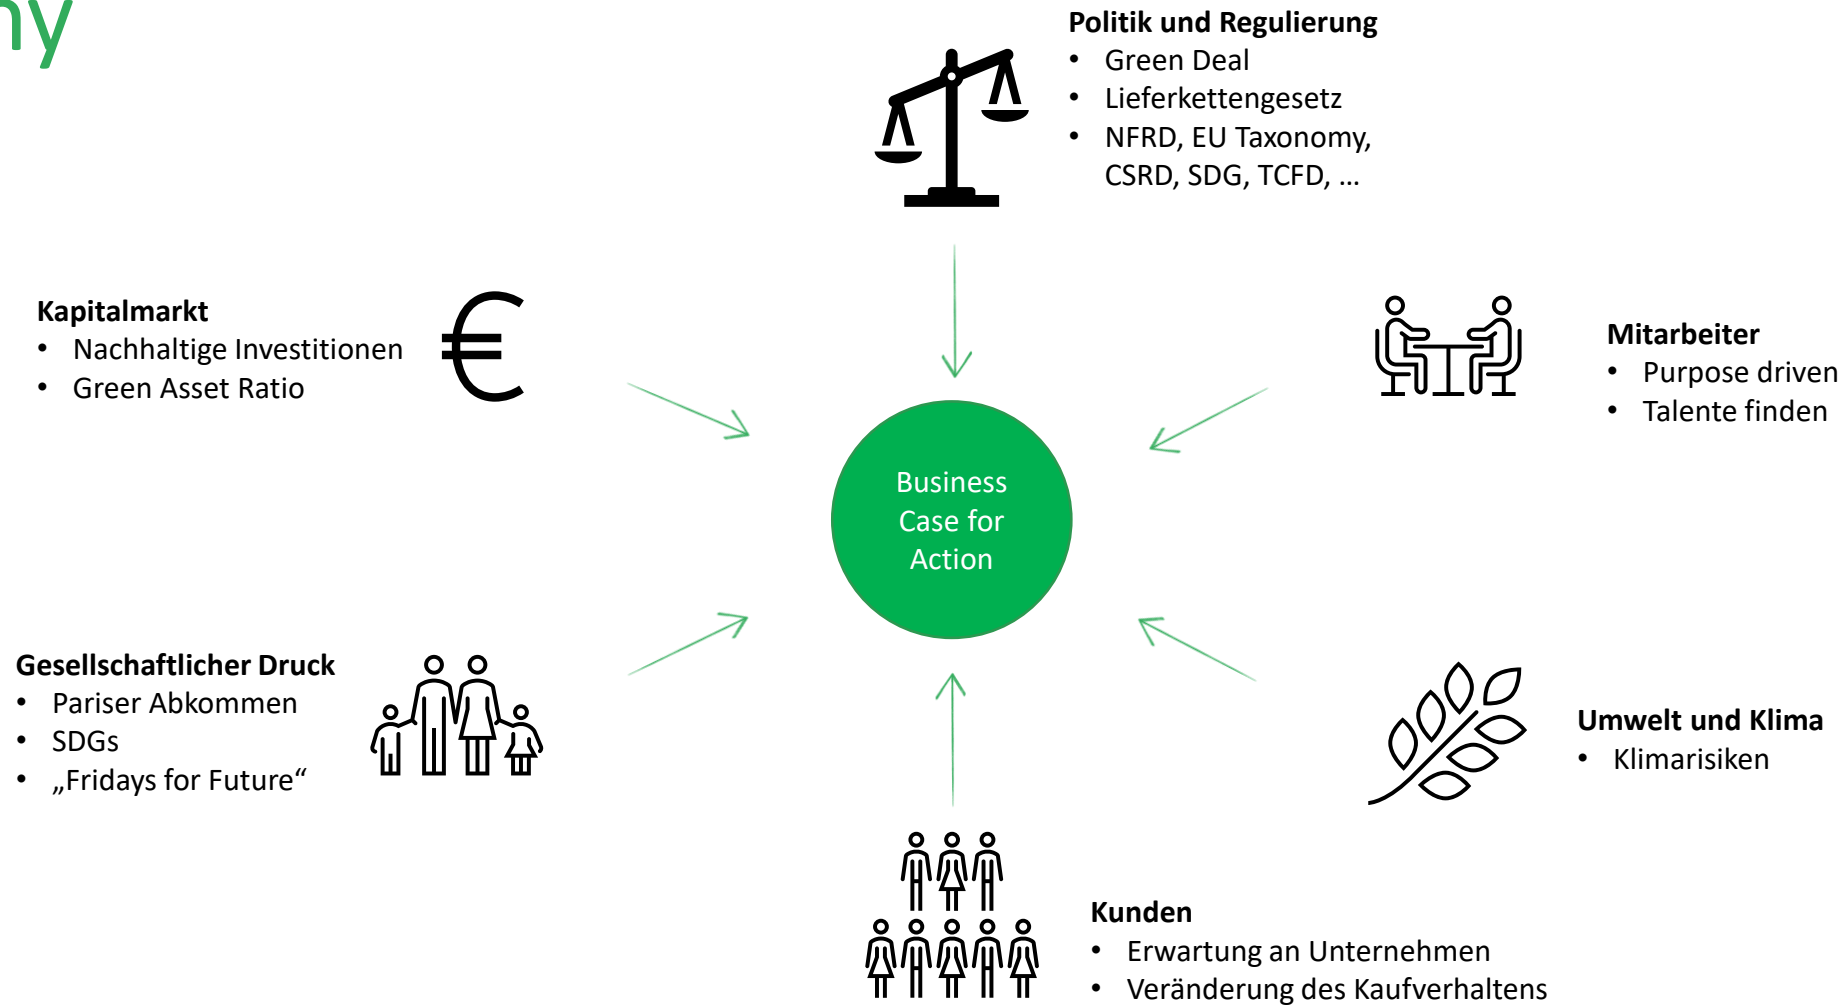 Politik und Regulierung
• Green Deal
• Lieferkettengesetz
• NFRD, EU Taxonomy,
CSRD, SDG, TCFD, ...
Kapitalmarkt
• Nachhaltige Investitionen
• Green Asset Ratio
€
Mitarbeiter
• Purpose driven
• Talente finden
Business
Case for
Action
Gesellschaftlicher Druck
• Pariser Abkommen
• SDGs
• „Fridays for Future“
Umwelt und Klima
• Klimarisiken
Kunden
• Erwartung an Unternehmen
• Veränderung des Kaufverhaltens